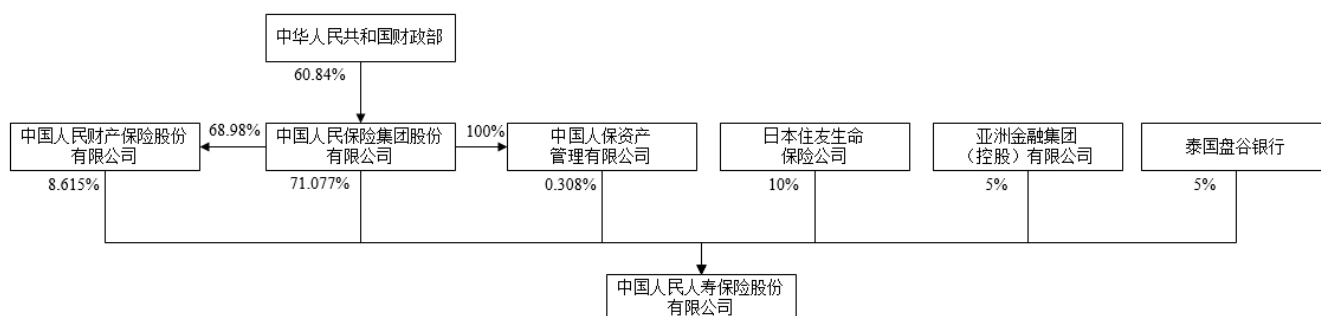 中华人民共和国财政部
60.84%
中国人民财产保险股份
有限公司
68.98%
中国人民保险集团股份
有限公司
100%
中国人保资产
管理有限公司
日本住友生命
保险公司
亚洲金融集团
（控股）有限公司
泰国盘谷银行
8.615%
71.077%
0.308%
10%
5%
5%
中国人民人寿保险股份
有限公司